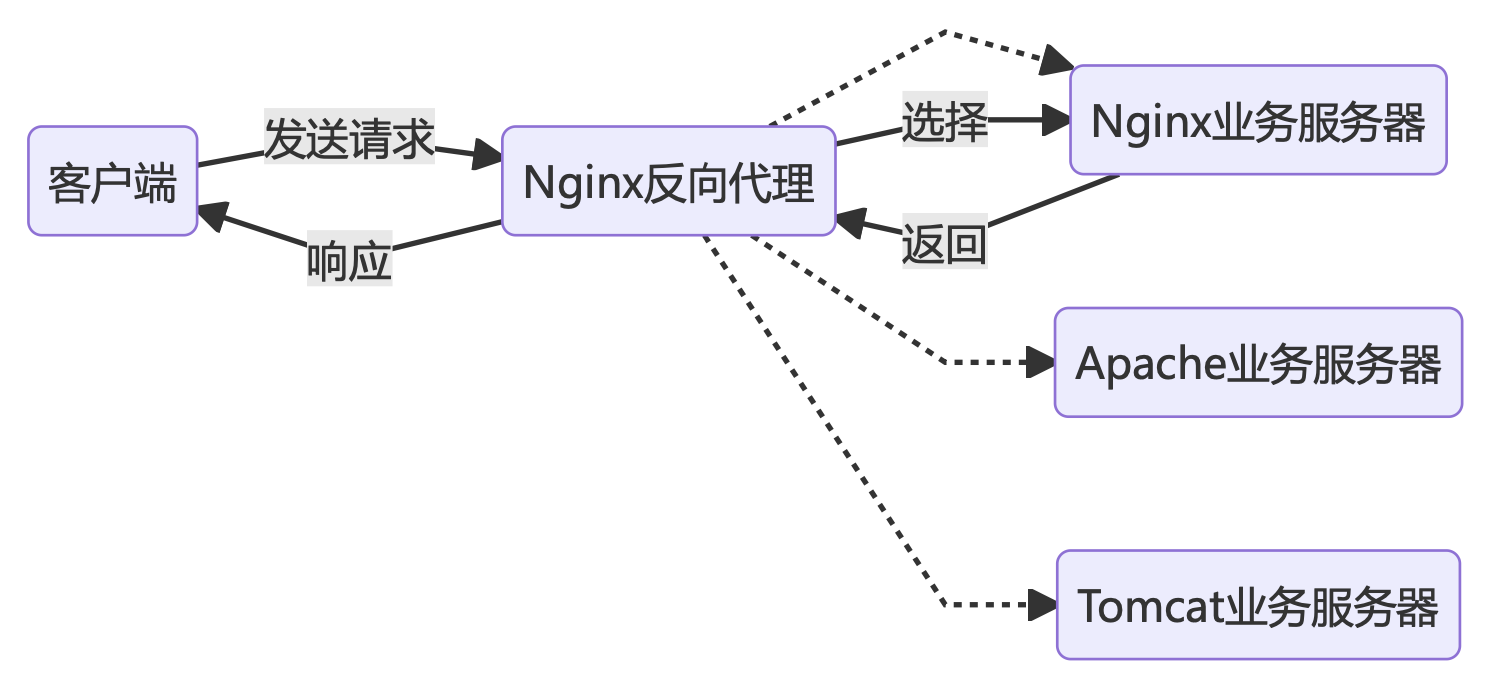 客户端
发送请求
响应
Nginx反向代理
选择
返回
Nginx业务服务器
Apache业务服务器
Tomcat业务服务器